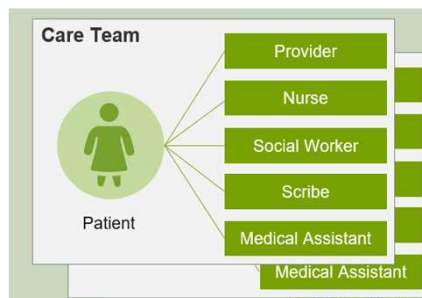 Care Team
Provider
Nurse
Social Worker
Scribe
Medical Assistant
Patient
Medical Assistant